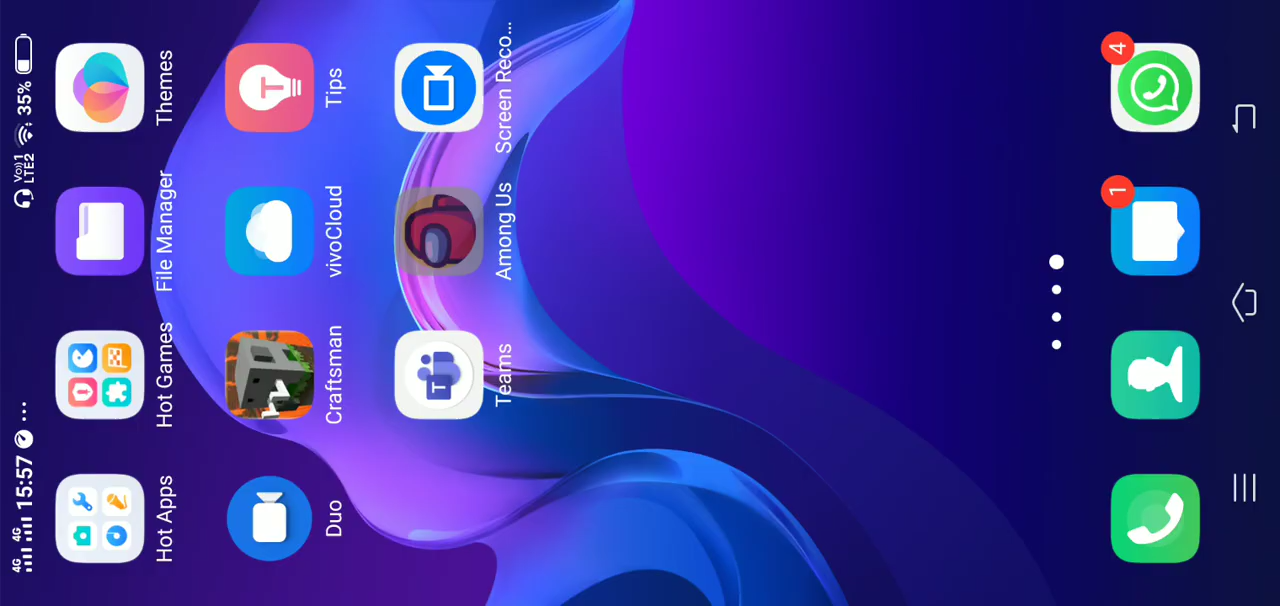 4G 4G 15:57 ... Vo)) 1 LTE2 35%
Hot Apps Hot Games File Manager Themes
Duo Craftsman vivoCloud Tips
T
Teams Among Us Screen Reco...
T
1 4